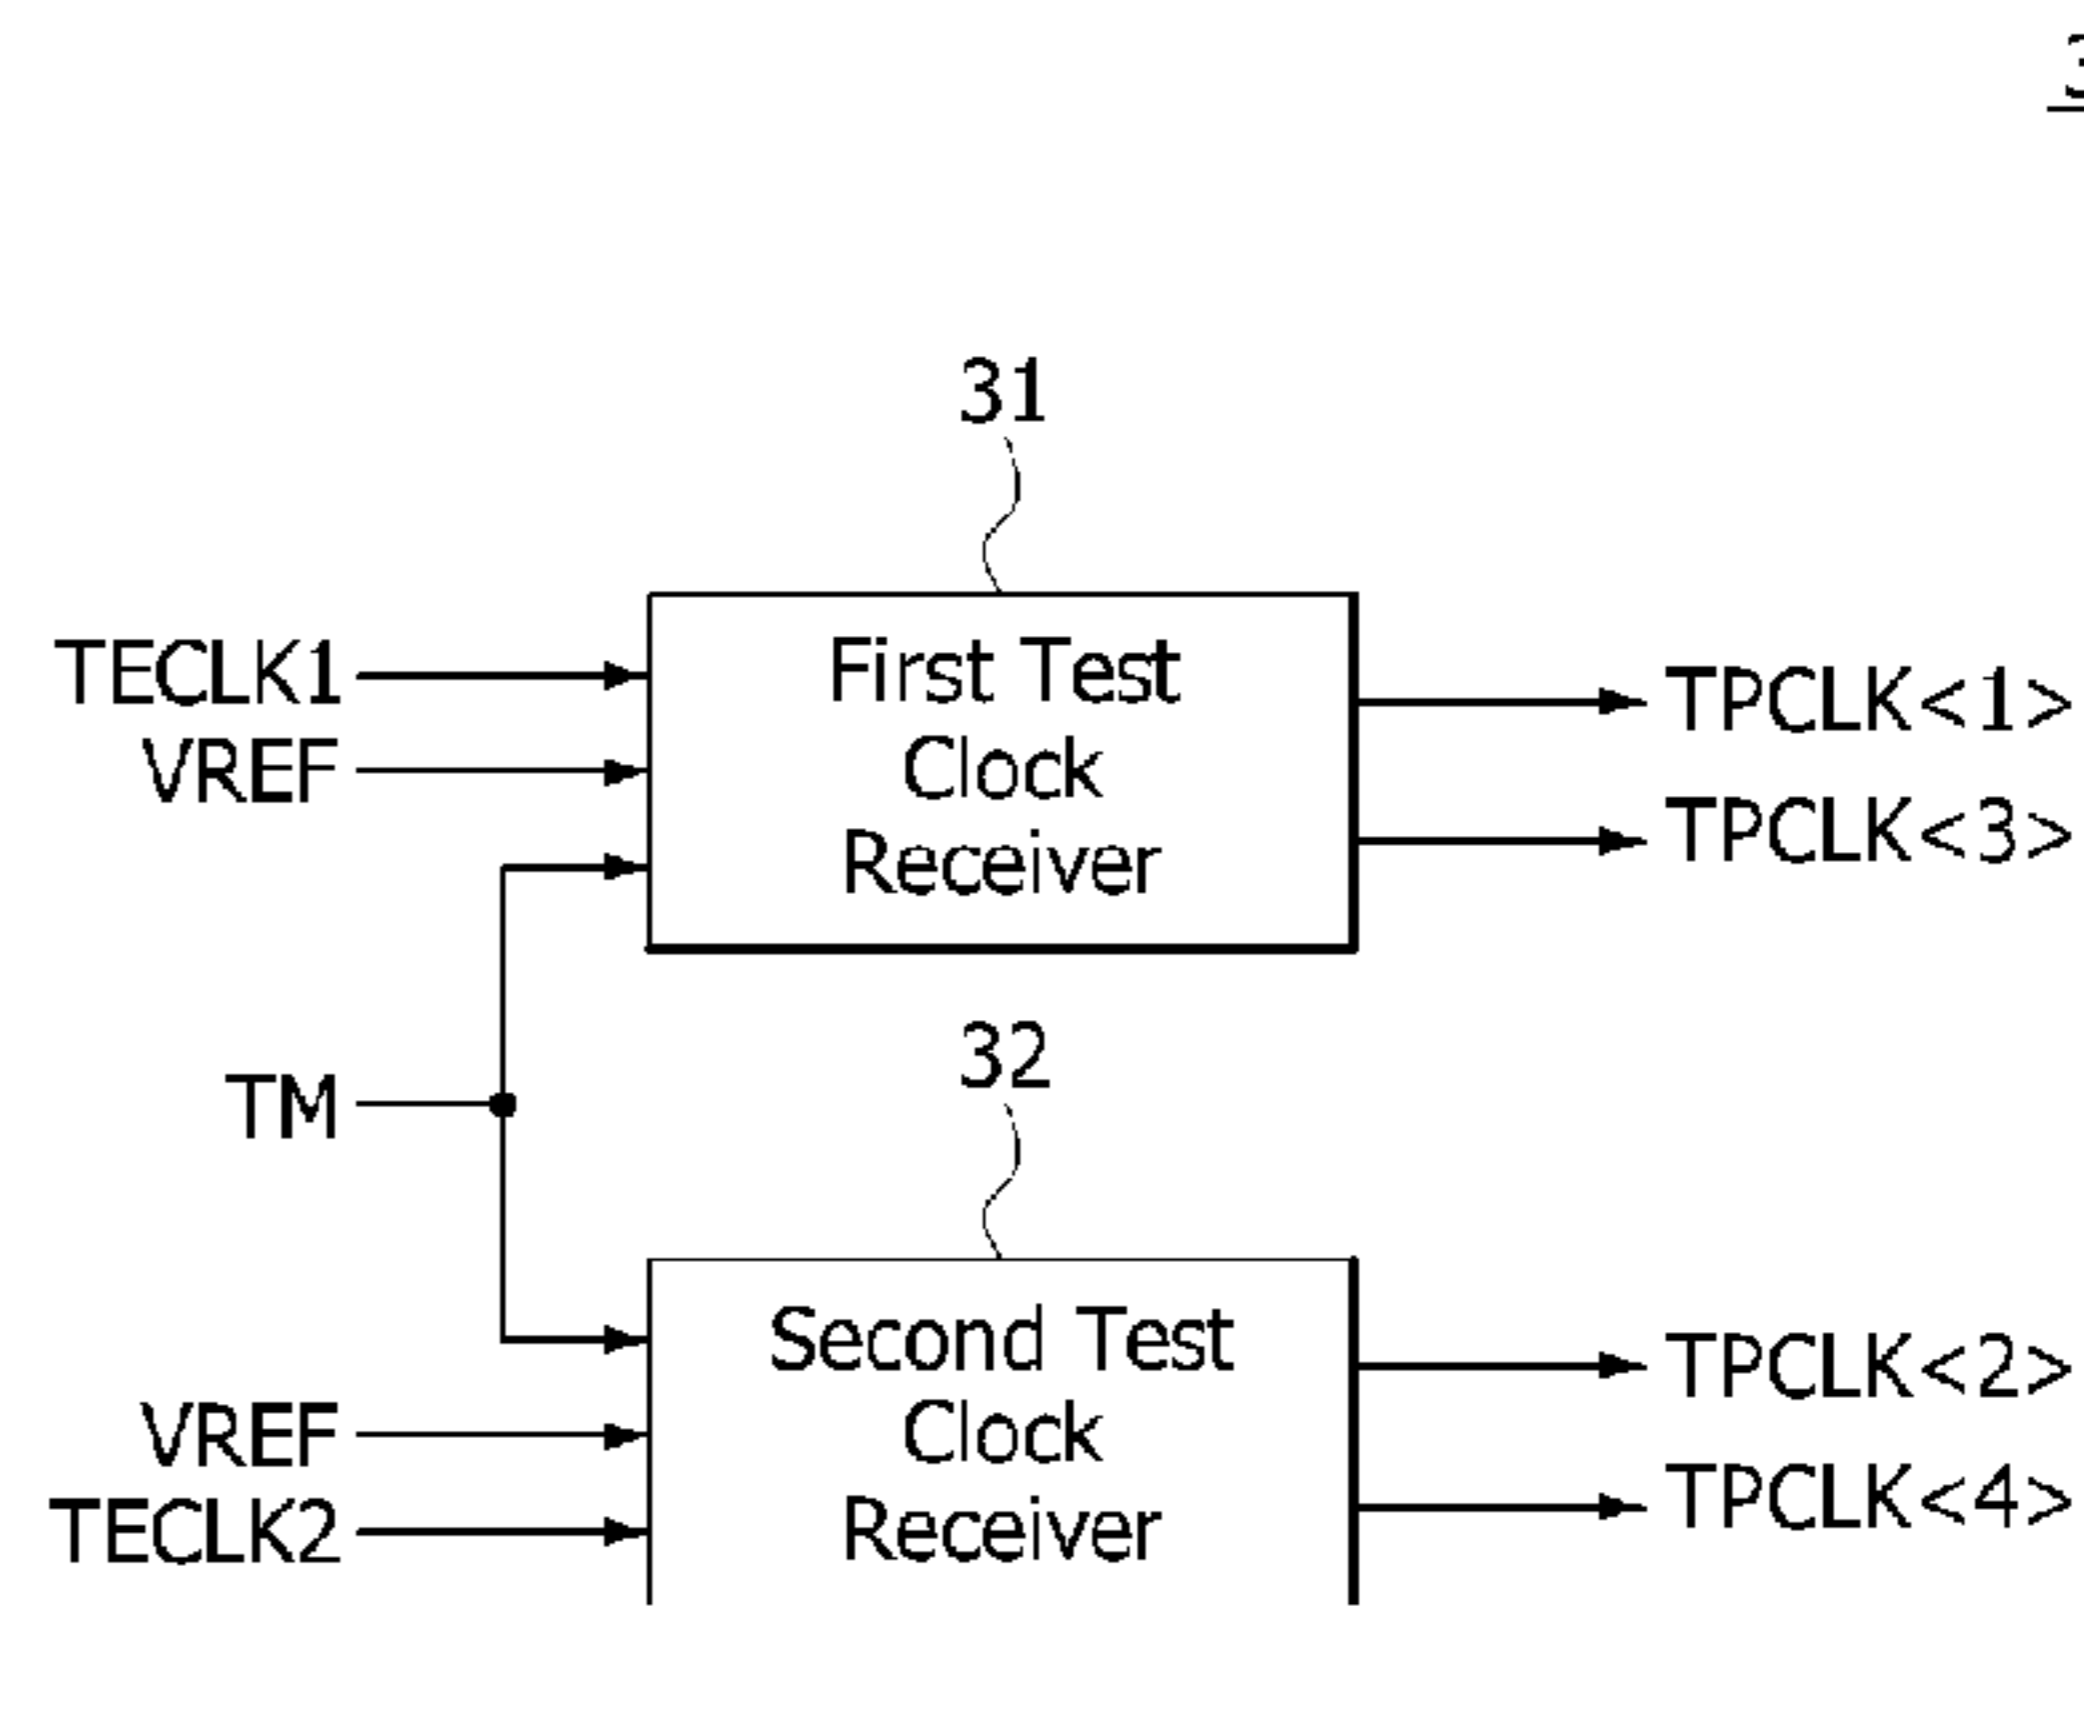 31
TECLK1
VREF
First Test
Clock
Receiver
TPCLK<1>
TPCLK<3>
TM
32
VREF
TECLK2
Second Test
Clock
Receiver
TPCLK<2>
TPCLK<4>